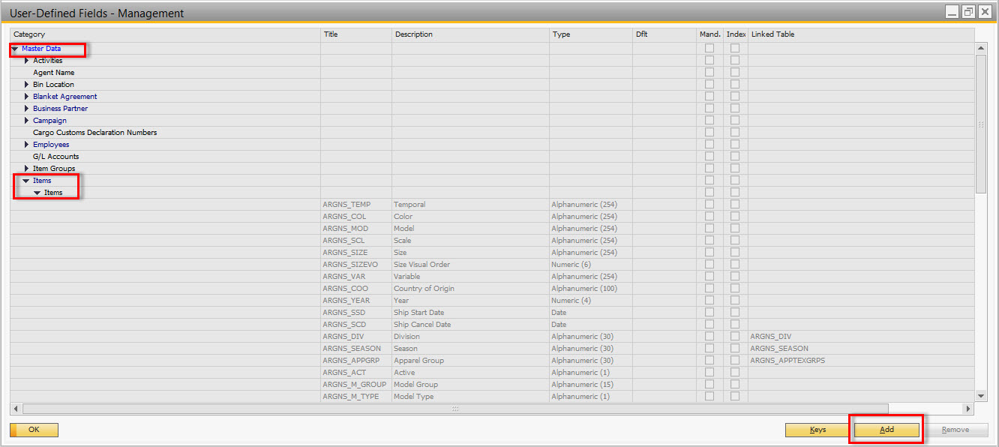 User-Defined Fields - Management
Category Title Description Type Dflt Mand. Index Linked Table
Master Data
Activities
Agent Name
Bin Location
Blanket Agreement
Business Partner
Campaign
Cargo Customs Declaration Numbers
Employees
G/L Accounts
Item Groups
Items
Items
ARGNS_TEMP Temporal Alphanumeric (254)
ARGNS_COL Color Alphanumeric (254)
ARGNS_MOD Model Alphanumeric (254)
ARGNS_SCL Scale Alphanumeric (254)
ARGNS_SIZE Size Alphanumeric (254)
ARGNS_SIZEVO Size Visual Order Numeric (6)
ARGNS_VAR Variable Alphanumeric (254)
ARGNS_COO Country of Origin Alphanumeric (100)
ARGNS_YEAR Year Numeric (4)
ARGNS_SSD Ship Start Date Date
ARGNS_SCD Ship Cancel Date Date
ARGNS_DIV Division Alphanumeric (30) ARGNS_DIV
ARGNS_SEASON Season Alphanumeric (30) ARGNS_SEASON
ARGNS_APPGRP Apparel Group Alphanumeric (30) ARGNS_APPTEXGRPS
ARGNS_ACT Active Alphanumeric (1)
ARGNS_M_GROUP Model Group Alphanumeric (15)
ARGNS_M_TYPE Model Type Alphanumeric (1)
OK Keys Add Remove